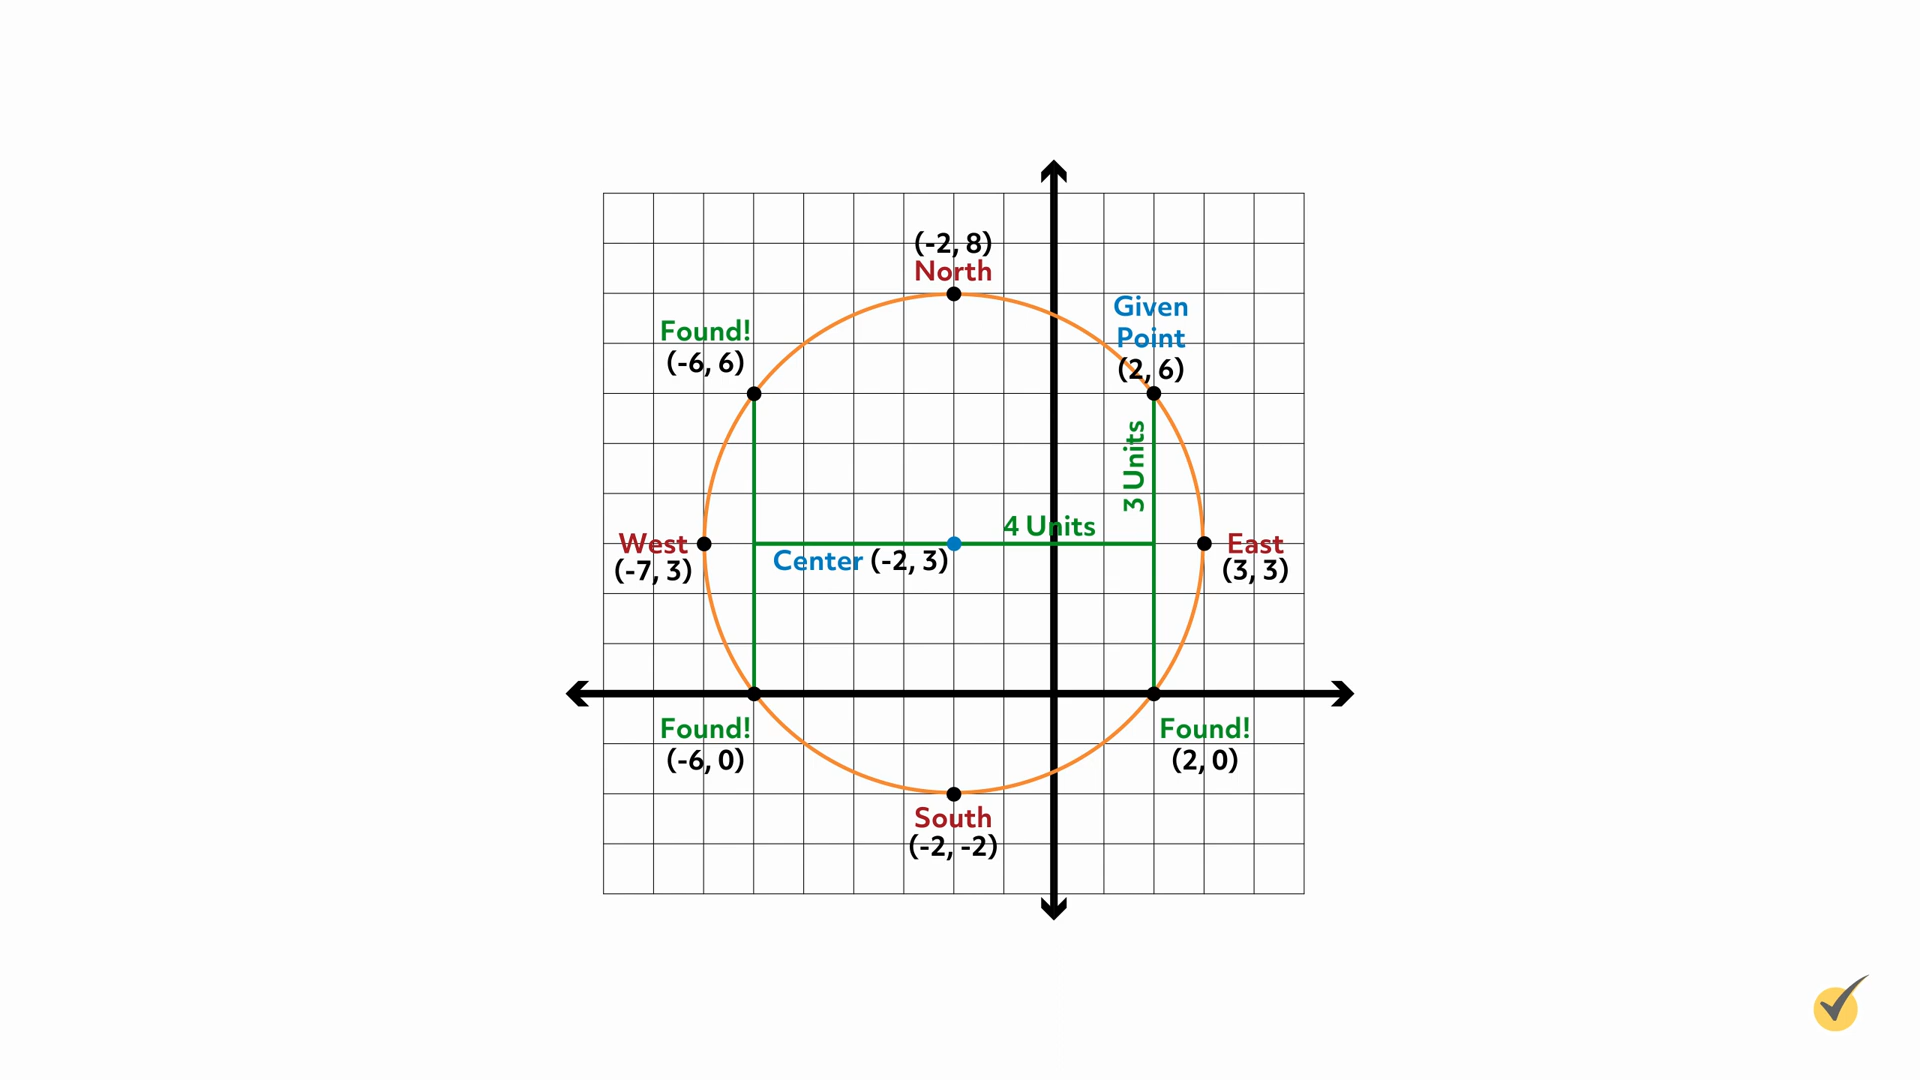 (-2, 8)
North
Given
Point
(2, 6)
Found!
(-6, 6)
3 Units
4 Units
West
(-7, 3)
Center (-2, 3)
East
(3, 3)
Found!
(-6, 0)
Found!
(2, 0)
South
(-2, -2)